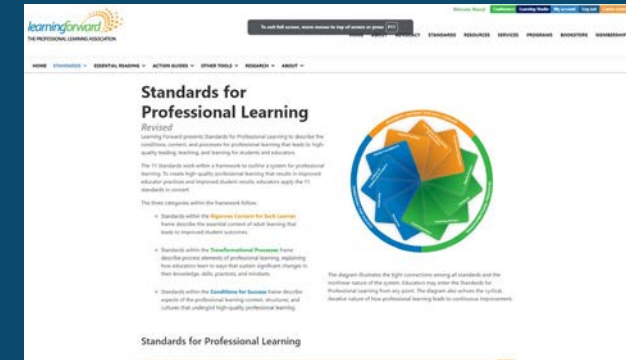 learningforward
THE PROFESSIONAL LEARNING ASSOCIATION
To exit full screen, move mouse to top of screen or press
HOME ABOUT ADVOCACY STANDARDS RESOURCES SERVICES PROGRAMS BOOKSTORE MEMBERSHIP
HOME STANDARDS ESSENTIAL READING ACTION GUIDES OTHER TOOLS RESEARCH ABOUT
Standards for
Professional Learning
Revised
Learning Forward presents Standards for Professional Learning to describe the
conditions, content, and processes for professional learning that leads to high-
quality leading, teaching, and learning for students and educators.
The 11 Standards work within a framework to outline a system for professional
learning. To create high-quality professional learning that results in improved
educator practices and improved student results, educators apply the 11
standards in concert.
The three categories within the framework follow:
Standards within the Rigorous Content for Each Learner
frame describe the essential content of adult learning that
leads to improved student outcomes.
Standards within the Transformational Processes frame
describe process elements of professional learning, explaining
how educators learn in ways that sustain significant changes in
their knowledge, skills, practices, and mindsets.
Standards within the Conditions for Success frame describe
aspects of the professional learning context, structures, and
cultures that undergird high-quality professional learning.
The diagram illustrates the tight connections among all standards and the
nonlinear nature of the system. Educators may enter the Standards for
Professional Learning from any point. The diagram also echoes the cyclical,
iterative nature of how professional learning leads to continuous improvement.
Standards for Professional Learning